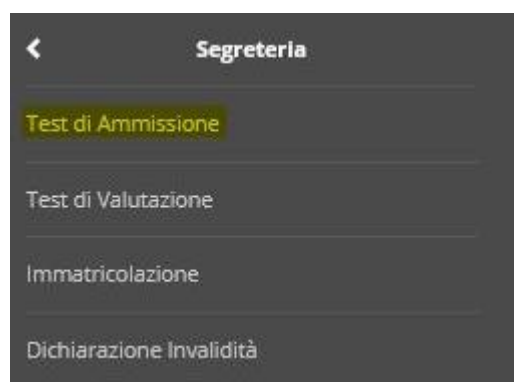 Segreteria
Test di Ammissione
Test di Valutazione
Immatricolazione
Dichiarazione Invalidità